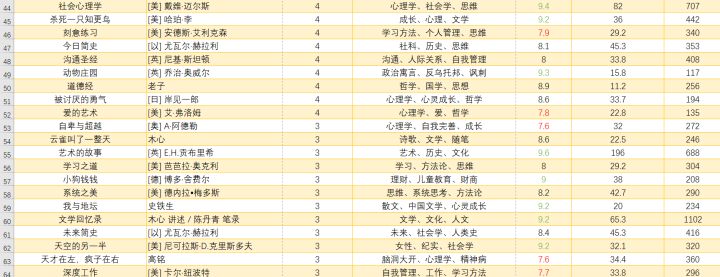 44 社会心理学 [美] 戴维·迈尔斯 4 心理学、社会学、思维 9.4 82 707
45 杀死一只知更鸟 [美] 哈珀·李 4 成长、心理、文学 9.2 36 442
46 刻意练习 [美] 安德斯·艾利克森 4 学习方法、个人管理、思维 7.9 29.2 340
47 今日简史 [以] 尤瓦尔·赫拉利 4 社科、历史、思维 8.1 45.3 353
48 沟通圣经 [英] 尼基·斯坦顿 4 沟通、人际关系、自我管理 8 33.8 408
49 动物庄园 [英] 乔治·奥威尔 4 政治寓言、反乌托邦、讽刺 9.3 15.8 117
50 道德经 老子 4 哲学、国学、思想 8.9 11.2 256
51 被讨厌的勇气 [日] 岸见一郎 4 心理学、心灵成长、哲学 8.6 33.7 194
52 爱的艺术 [美] 艾·弗洛姆 4 心理学、爱、哲学 7.8 22.8 135
53 自卑与超越 [奥] A·阿德勒 3 心理学、自我完善、成长 7.6 32 272
54 云雀叫了一整天 木心 3 诗歌、文学、随笔 8.6 22.5 246
55 艺术的故事 [英] E.H.贡布里希 3 艺术、历史、文化 9.6 196 688
56 学习之道 [美] 芭芭拉·奥克利 3 学习、方法论、思维 8 29.2 304
57 小狗钱钱 [德] 博多·舍费尔 3 理财、儿童教育、财商 9 38 208
58 系统之美 [美] 德内拉•梅多斯 3 思维、系统思考、方法论 8.2 42.7 290
59 我与地坛 史铁生 3 散文、中国文学、心灵成长 9.2 20 234
60 文学回忆录 木心 讲述 / 陈丹青 笔录 3 文学、文化、人文 9.2 65.3 1102
61 未来简史 [以] 尤瓦尔·赫拉利 3 未来、社会学、人类史 8.4 45.3 416
62 天空的另一半 [美] 尼可拉斯·D.克里斯多夫 3 女性、纪实、社会学 9.2 32.1 320
63 天才在左，疯子在右 高铭 3 脑洞大开、心理学、精神病 7.6 34.4 360
64 深度工作 [美] 卡尔·纽波特 3 自我管理、工作、学习方法 7.7 33.8 296